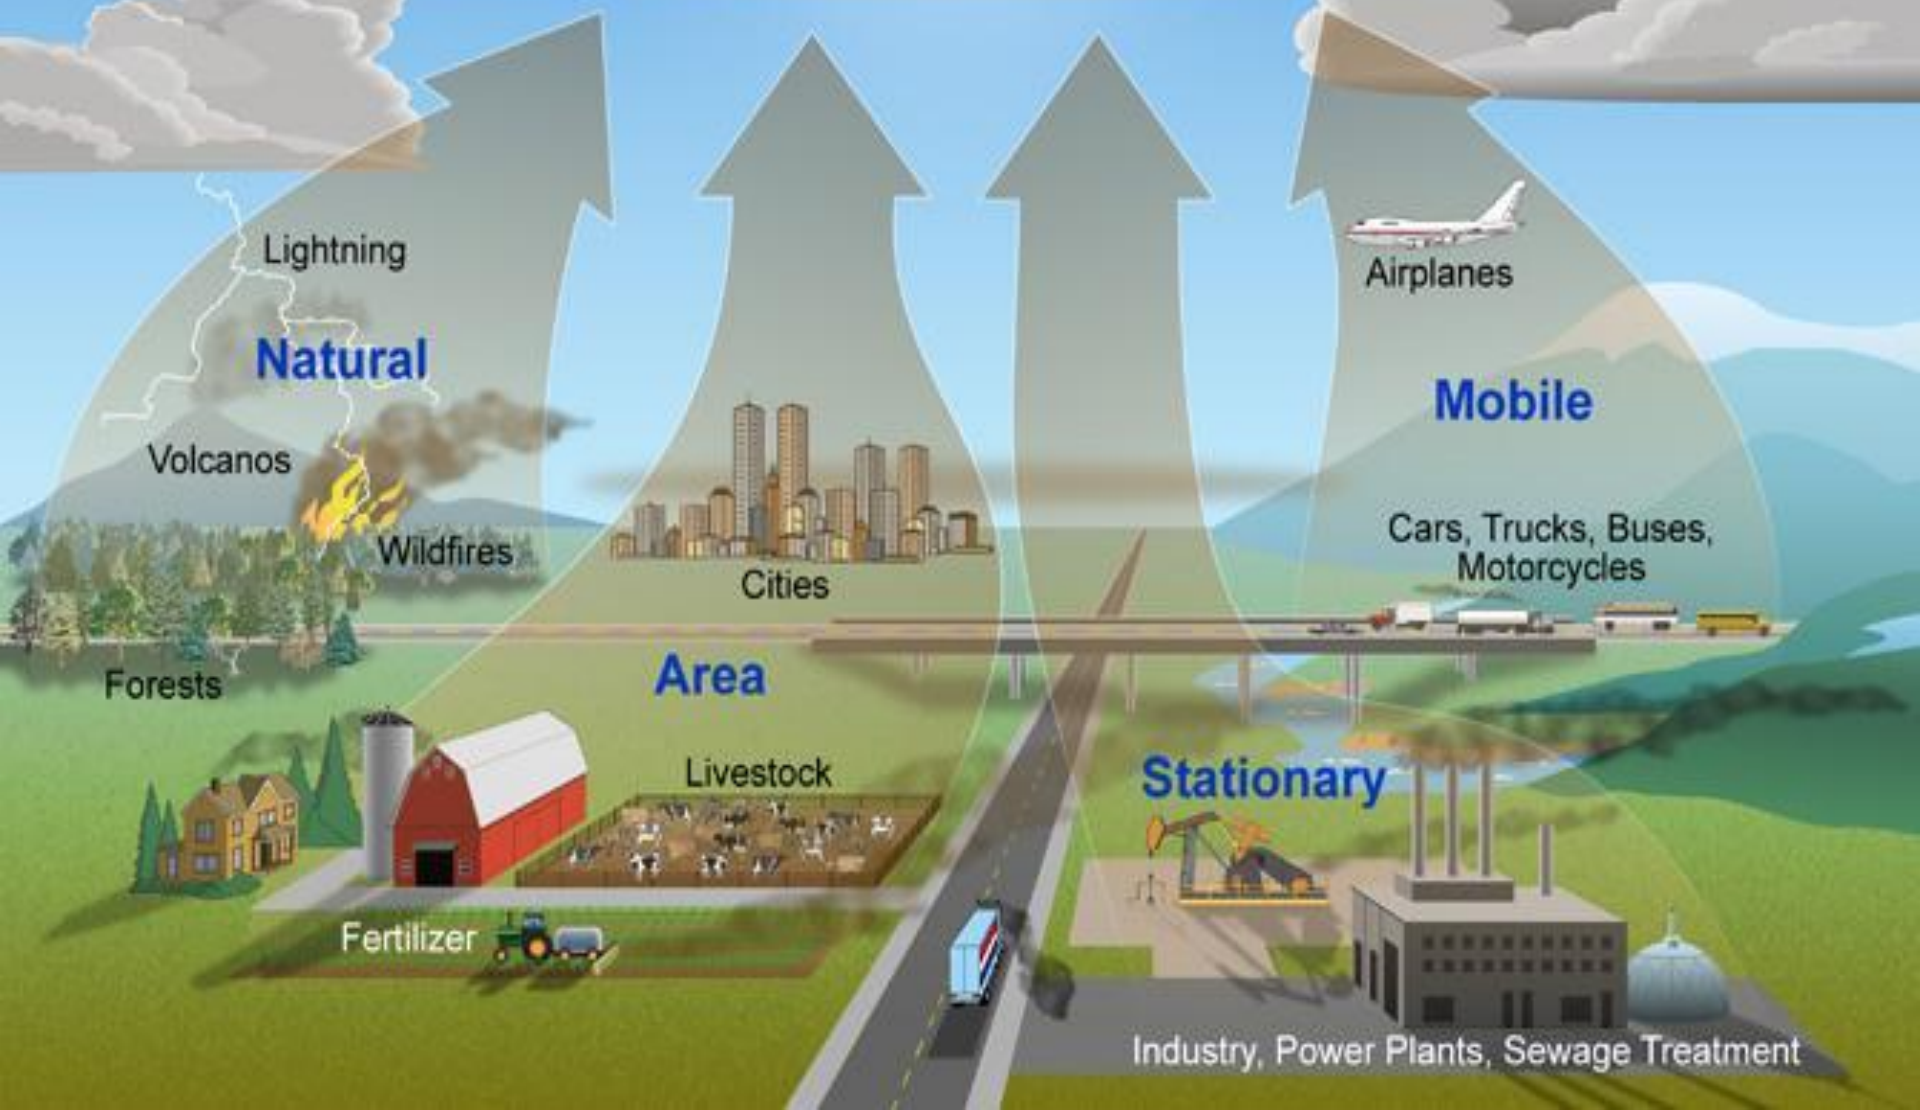 Lightning
Natural
Volcanos
Wildfires
Forests
Cities
Area
Livestock
Fertilizer
Airplanes
Mobile
Cars, Trucks, Buses,
Motorcycles
Stationary
Industry, Power Plants, Sewage Treatment